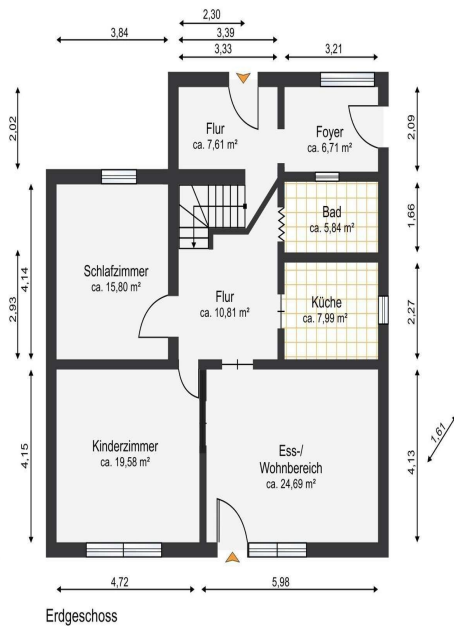 2,30
3,84
3,39
3,33
3,21
2,02
2,09
Flur
ca. 7,61 m²
Foyer
ca. 6,71 m²
Bad
ca. 5,84 m²
1,66
4,14
2,93
Schlafzimmer
ca. 15,80 m²
Flur
ca. 10,81 m²
Küche
ca. 7,99 m²
2,27
4,15
Kinderzimmer
ca. 19,58 m²
Ess-/
Wohnbereich
ca. 24,69 m²
4,13
1,61
4,72
5,98
Erdgeschoss